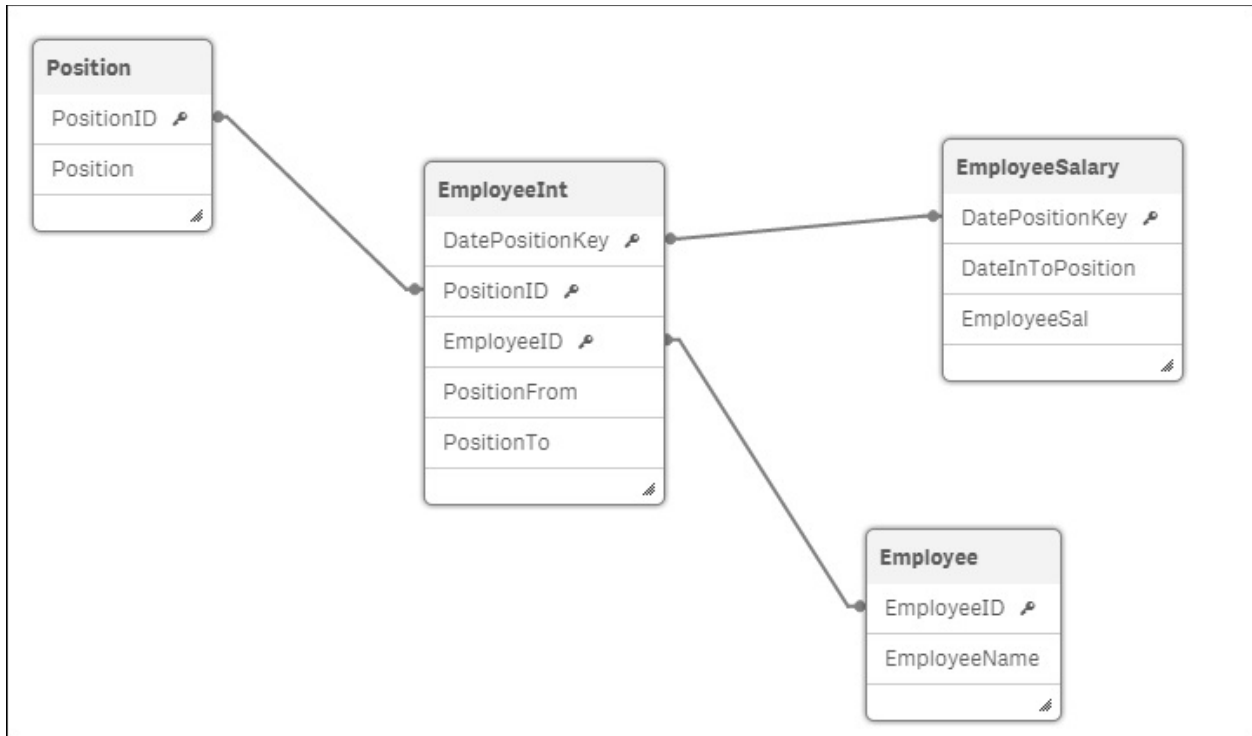 Position
PositionID
Position
EmployeeInt
DatePositionKey
PositionID
EmployeeID
PositionFrom
PositionTo
EmployeeSalary
DatePositionKey
DateInToPosition
EmployeeSal
Employee
EmployeeID
EmployeeName